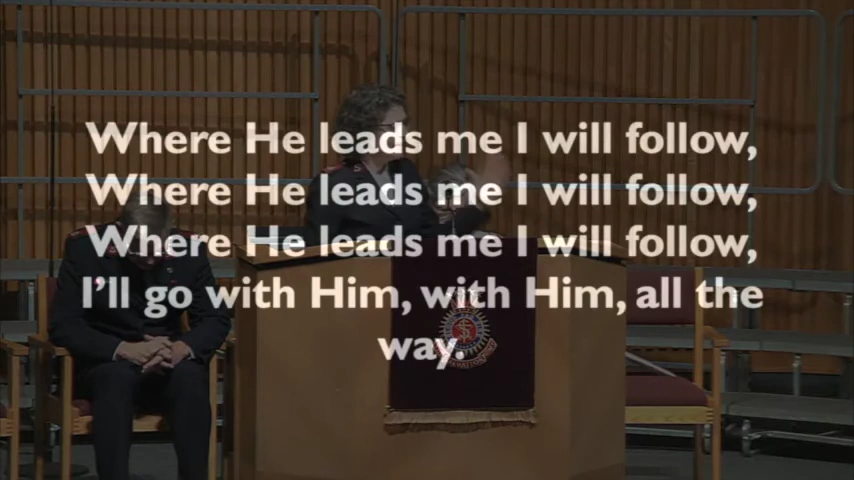 Where He leads me I will follow,
Where He leads me I will follow,
Where He leads me I will follow,
I'll go with Him, with Him, all the
way.